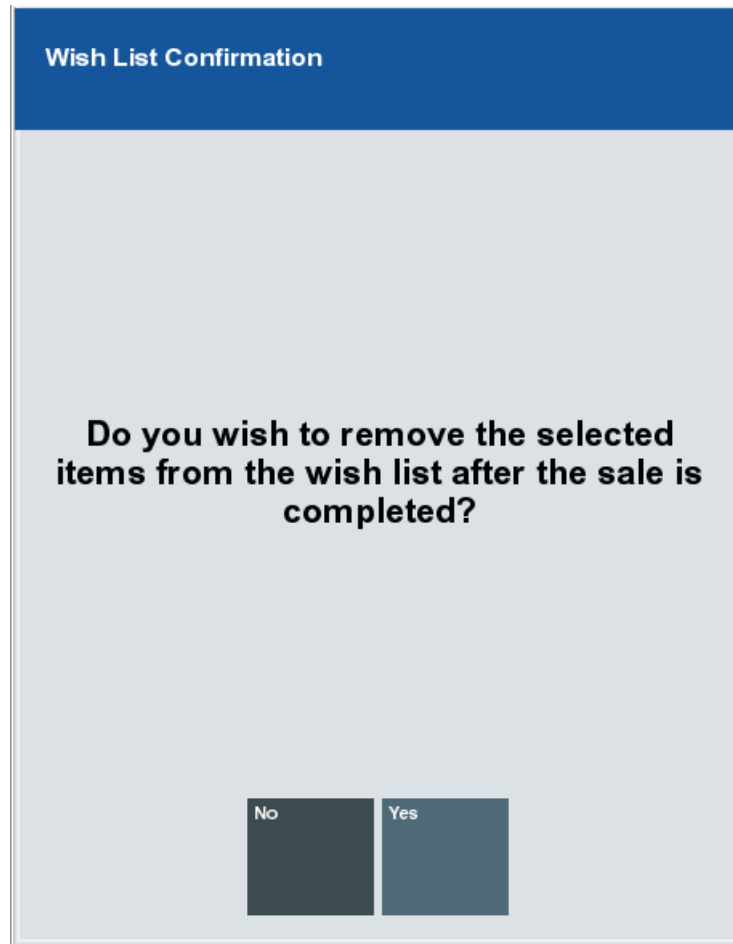 Wish List Confirmation
Do you wish to remove the selected
items from the wish list after the sale is
completed?
No
Yes